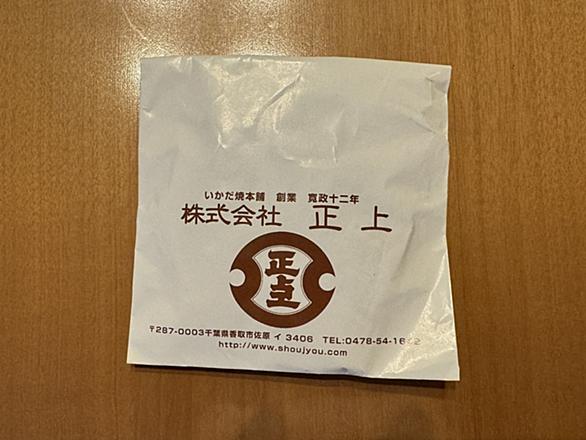 いかだ焼本舗 創業 寛政十二年
株式会社 正上
正上
〒287-0003千葉県香取市佐原イ3406 TEL:0478-54-1642
http://www.shoujyou.com